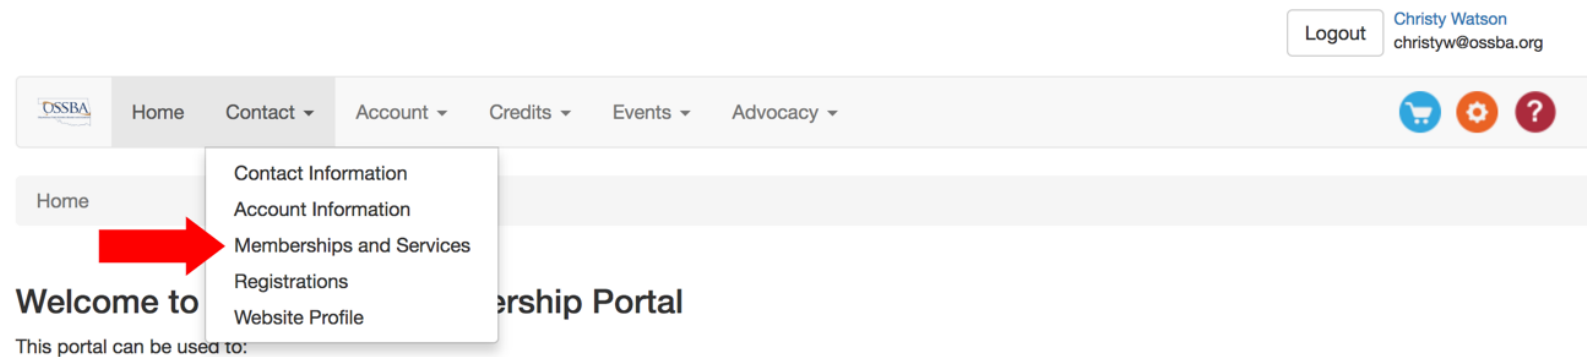 Logout
Christy Watson
christyw@ossba.org
OSSBA
Home
Contact
Account
Credits
Events
Advocacy
?
Contact Information
Home
Account Information
Memberships and Services
Registrations
Welcome to ership Portal
Website Profile
This portal can be used to: